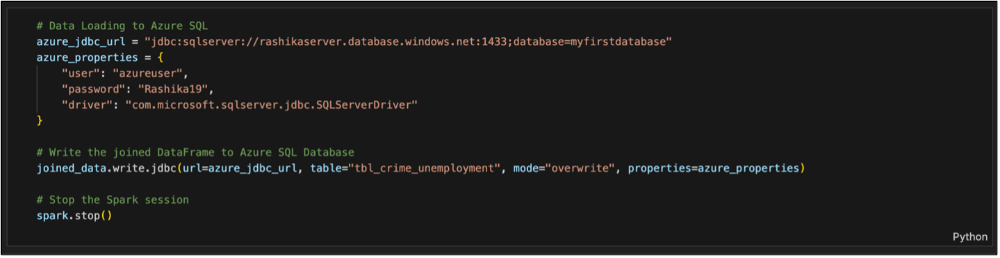 # Data Loading to Azure SQL
azure_jdbc_url = "jdbc:sqlserver://rashikaserver.database.windows.net:1433;database=myfirstdatabase"
azure_properties = {
    "user": "azureuser",
    "password": "Rashika19",
    "driver": "com.microsoft.sqlserver.jdbc.SQLServerDriver"
}
# Write the joined DataFrame to Azure SQL Database
joined_data.write.jdbc(url=azure_jdbc_url, table="tbl_crime_unemployment", mode="overwrite", properties=azure_properties)
# Stop the Spark session
spark.stop()
Python